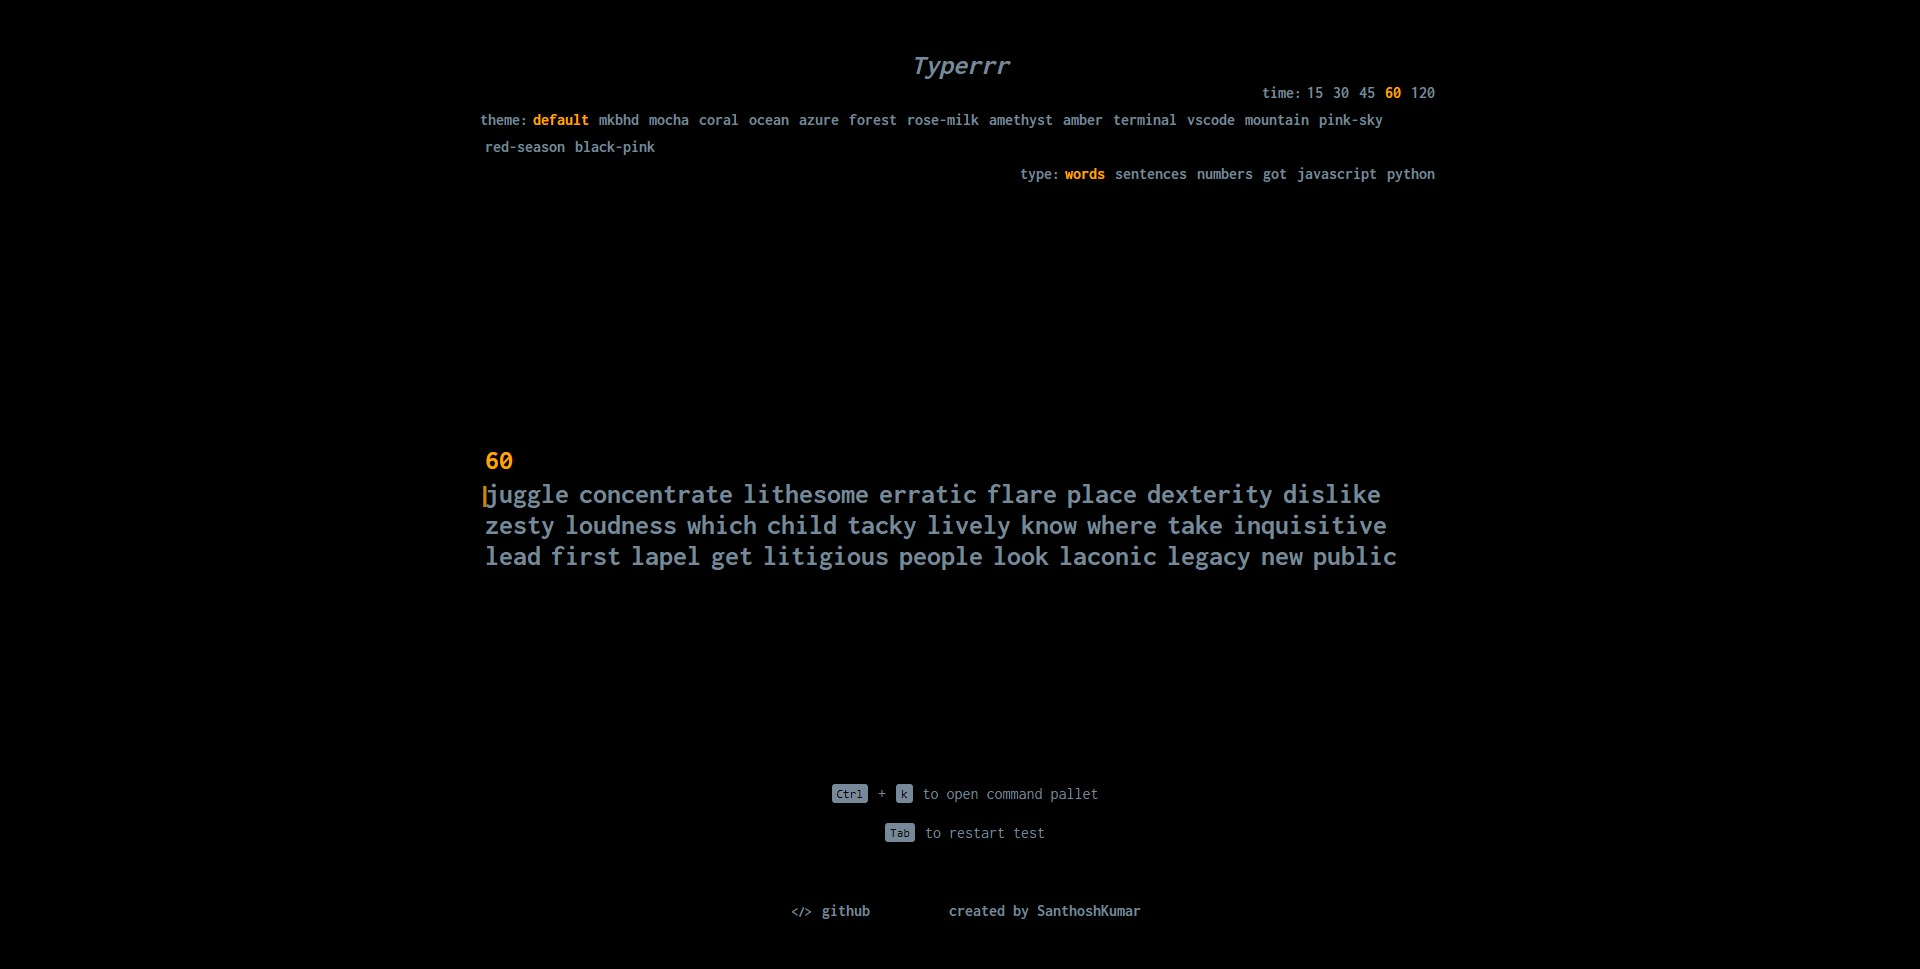 Typerrr
time: 15 30 45 60 120
theme: default mkbhd mocha coral ocean azure forest rose-milk amethyst amber terminal vscode mountain pink-sky
red-season black-pink
type: words sentences numbers got javascript python
60
juggle concentrate lithesome erratic flare place dexterity dislike
zesty loudness which child tacky lively know where take inquisitive
lead first lapel get litigious people look laconic legacy new public
Ctrl + k to open command pallet
Tab to restart test
</> github created by SanthoshKumar